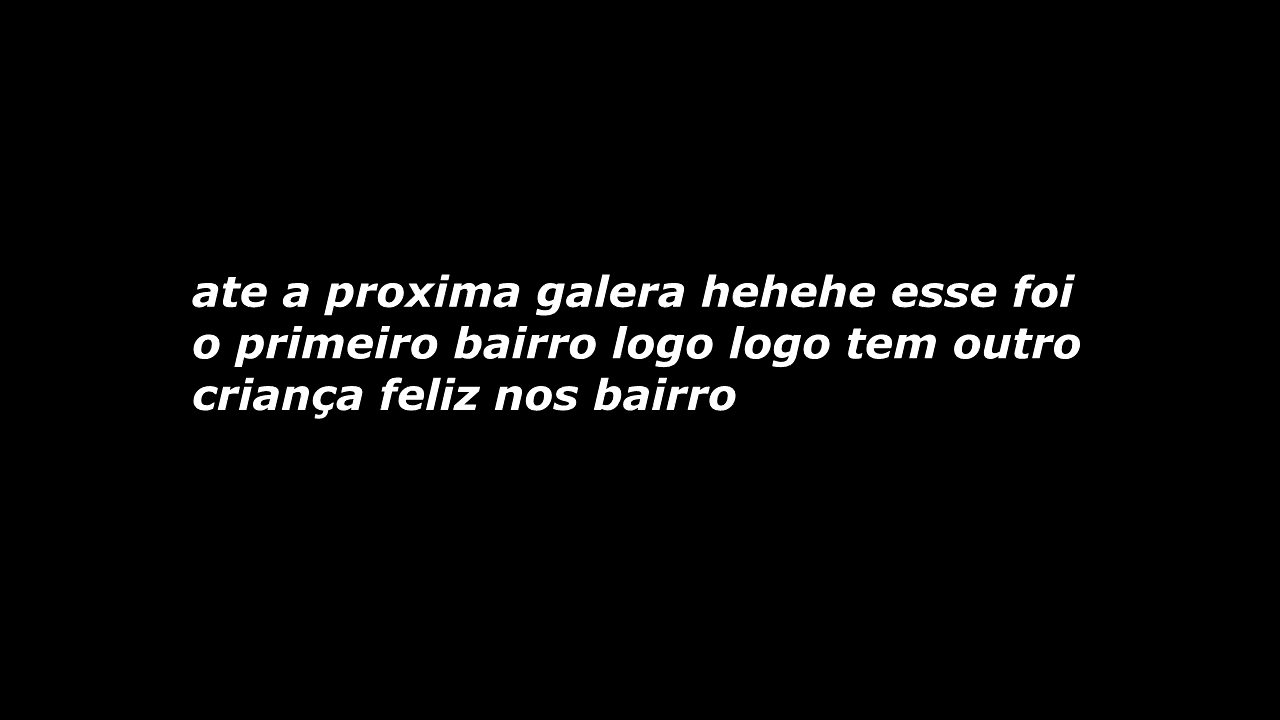 ate a proxima galera hehehe esse foi
o primeiro bairro logo logo tem outro
criança feliz nos bairro